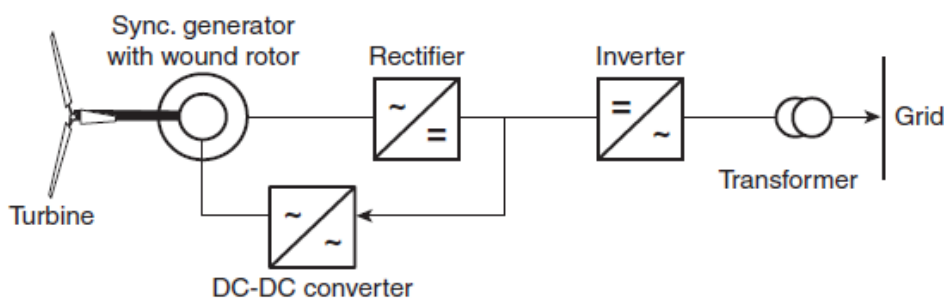 Sync. generator
with wound rotor
Rectifier
Inverter
~
=
=
~
Grid
Transformer
Turbine
~
~
DC-DC converter